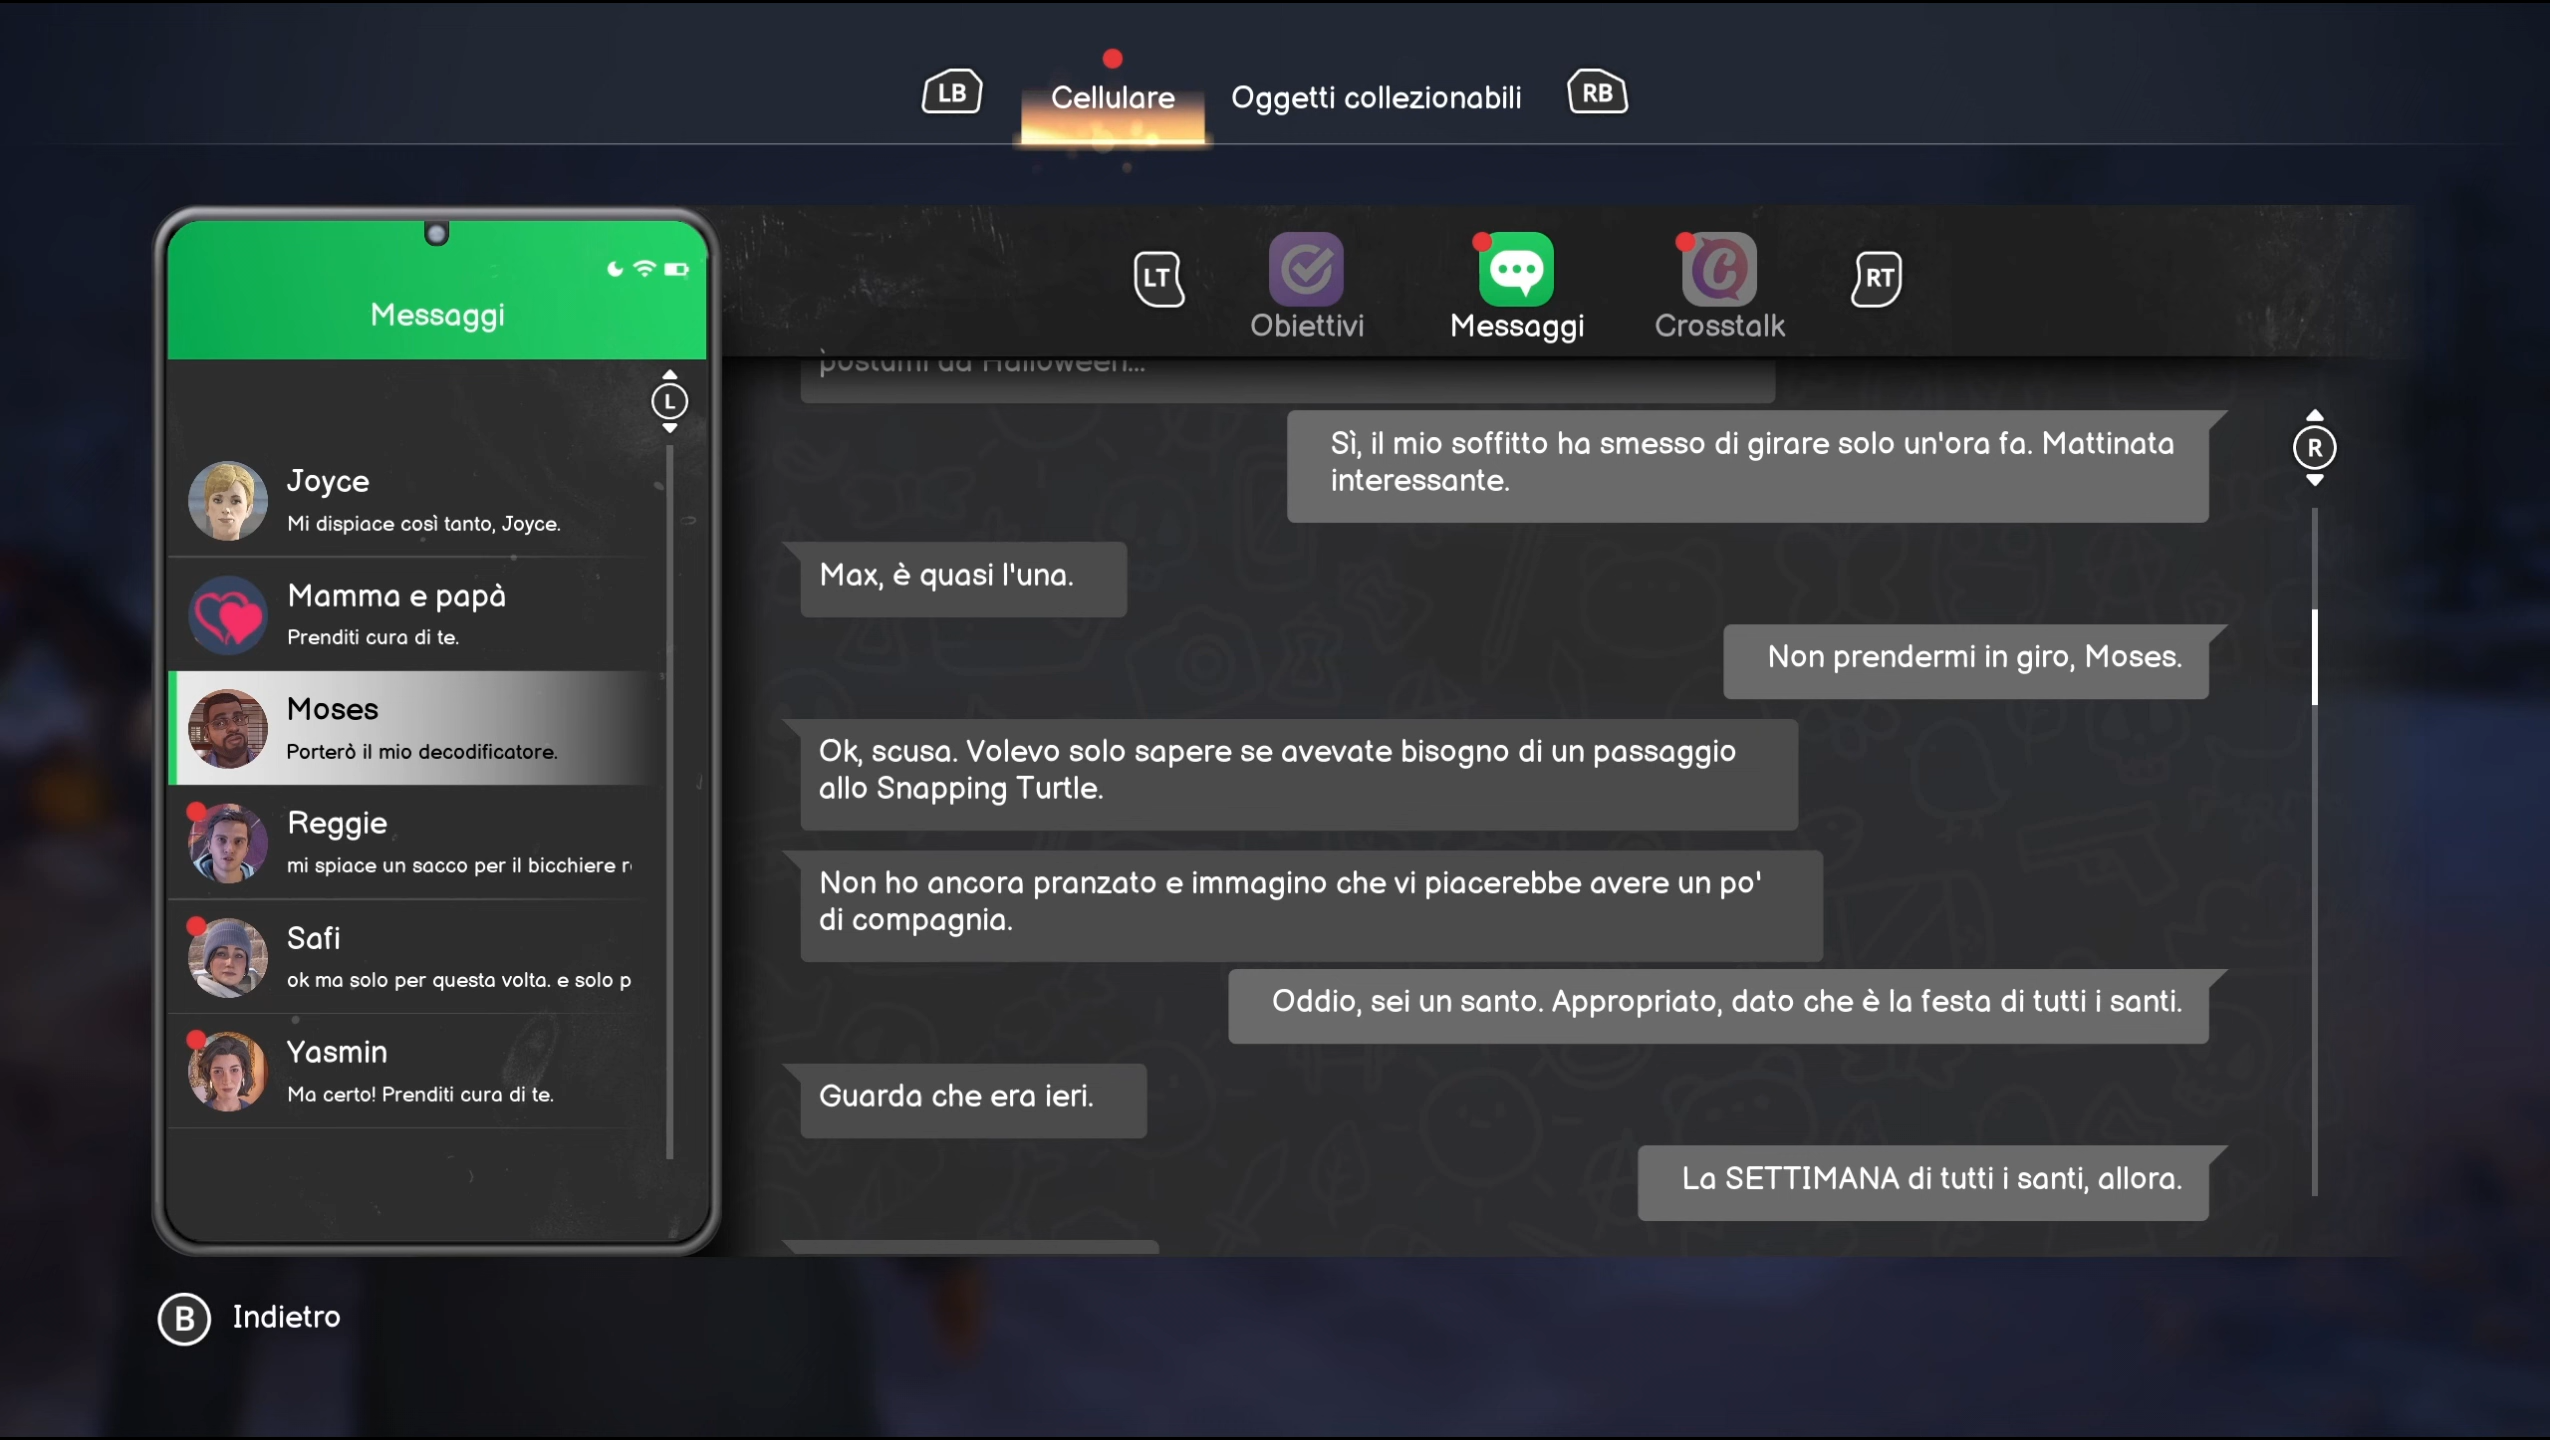 LB
Cellulare
Oggetti collezionabili
RB
Messaggi
L
Joyce
Mi dispiace così tanto, Joyce.
Mamma e papà
Prenditi cura di te.
Moses
Porterò il mio decodificatore.
Reggie
mi spiace un sacco per il bicchiere
Safi
ok ma solo per questa volta. e solo p
Yasmin
Ma certo! Prenditi cura di te.
LT
Obiettivi
Messaggi
Crosstalk
RT
postumi da Halloween...
Sì, il mio soffitto ha smesso di girare solo un'ora fa. Mattinata
interessante.
R
Max, è quasi l'una.
Non prendermi in giro, Moses.
Ok, scusa. Volevo solo sapere se avevate bisogno di un passaggio
allo Snapping Turtle.
Non ho ancora pranzato e immagino che vi piacerebbe avere un po'
di compagnia.
Oddio, sei un santo. Appropriato, dato che è la festa di tutti i santi.
Guarda che era ieri.
La SETTIMANA di tutti i santi, allora.
B Indietro